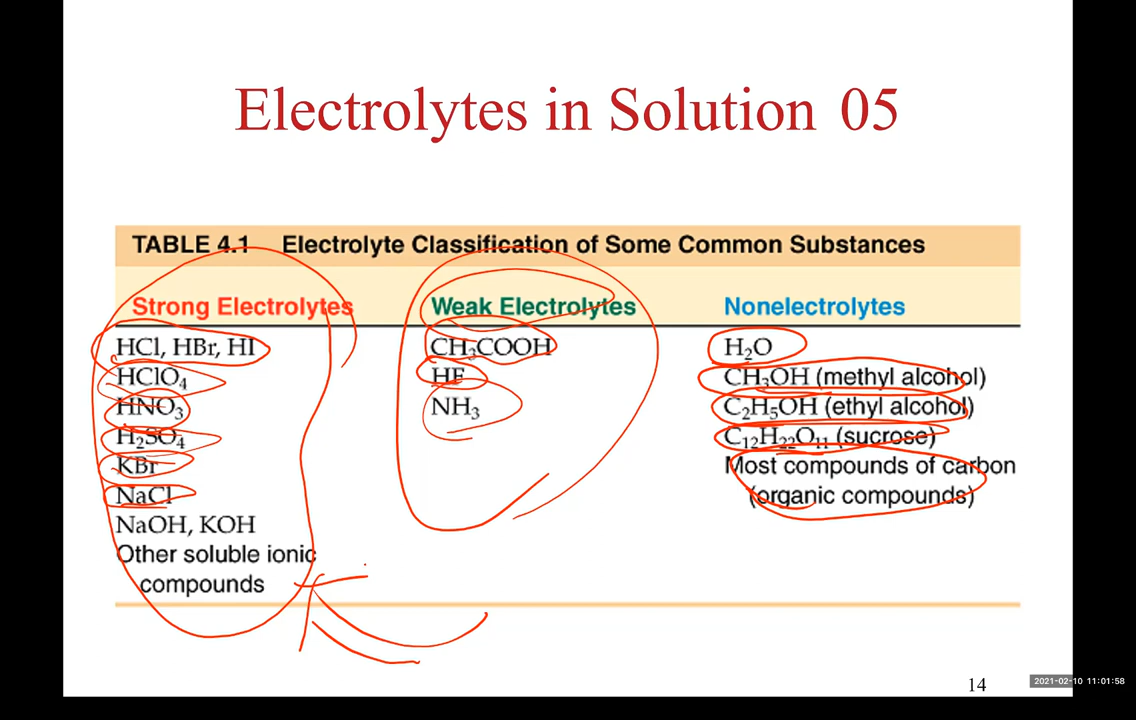 Electrolytes in Solution 05
TABLE 4.1 Electrolyte Classification of Some Common Substances
Strong Electrolytes Weak Electrolytes Nonelectrolytes
HCl, HBr, HI CH₃COOH H₂O
HClO₄ HF CH₃OH (methyl alcohol)
HNO₃ NH₃ C₂H₅OH (ethyl alcohol)
H₂SO₄ C₁₂H₂₂O₁₁ (sucrose)
KBr Most compounds of carbon
NaCl (organic compounds)
NaOH, KOH
Other soluble ionic
compounds
14
2021-02-10 11:01:58